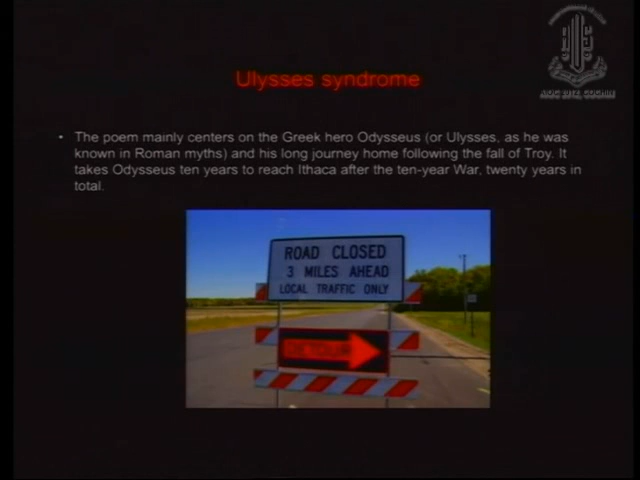 Ulysses syndrome
• The poem mainly centers on the Greek hero Odysseus (or Ulysses, as he was
known in Roman myths) and his long journey home following the fall of Troy. It
takes Odysseus ten years to reach Ithaca after the ten-year War, twenty years in
total.
ROAD CLOSED
3 MILES AHEAD
LOCAL TRAFFIC ONLY
DETOUR